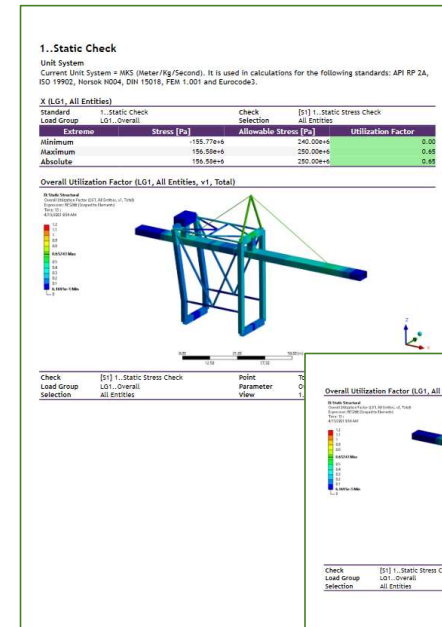 1..Static Check
Unit System
Current Unit System = MKS (Meter/Kg/Second). It is used in calculations for the following standards: API RP 2A,
ISO 19902, Norsok N004, DIN 15018, FEM 1.001 and Eurocode3.
X (LG1, All Entities)
Standard 1..Static Check Check [S1] 1..Static Stress Check
Load Group LG1..Overall Selection All Entities
Extreme Stress [Pa] Allowable Stress [Pa] Utilization Factor
Minimum -155.77e+6 240.00e+6 0.00
Maximum 156.58e+6 250.00e+6 0.65
Absolute 156.58e+6 250.00e+6 0.65
Overall Utilization Factor (LG1, All Entities, v1, Total)
Z
X
Check [S1] 1..Static Stress Check Point To
Load Group LG1..Overall Parameter
Selection All Entities View 1.
Overall Utilization Factor (LG1, All
Check [S1] 1..Static Stress C
Load Group LG1..Overall
Selection All Entities